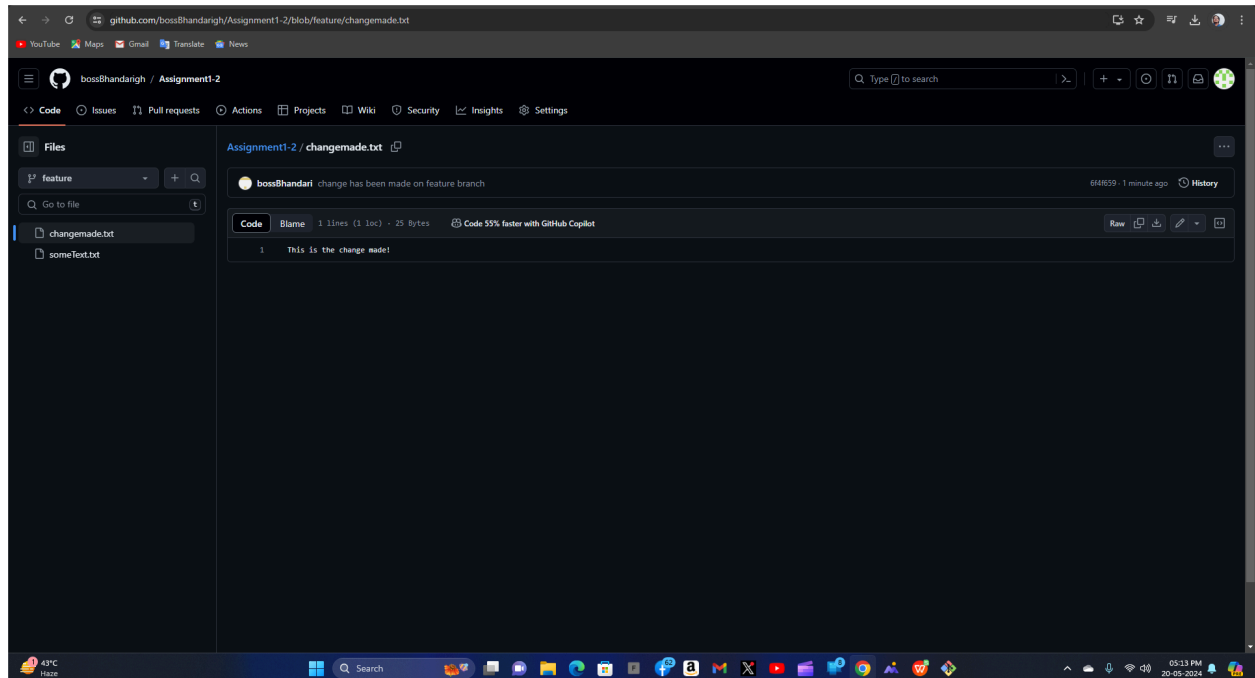 github.com/bossBhandarigh/Assignment1-2/blob/feature/changemade.txt
YouTube Maps Gmail Translate News
bossBhandarigh / Assignment1-2
Type / to search
Code Issues Pull requests Actions Projects Wiki Security Insights Settings
Files
Assignment1-2 / changemade.txt
feature
bossBhandari change has been made on feature branch
6f4f659 · 1 minute ago History
Go to file t
Code Blame 1 lines (1 loc) · 25 Bytes Code 55% faster with GitHub Copilot
Raw
changemade.txt
1 This is the change made!
someText.txt
43°C
Haze
Search
05:13 PM
20-05-2024